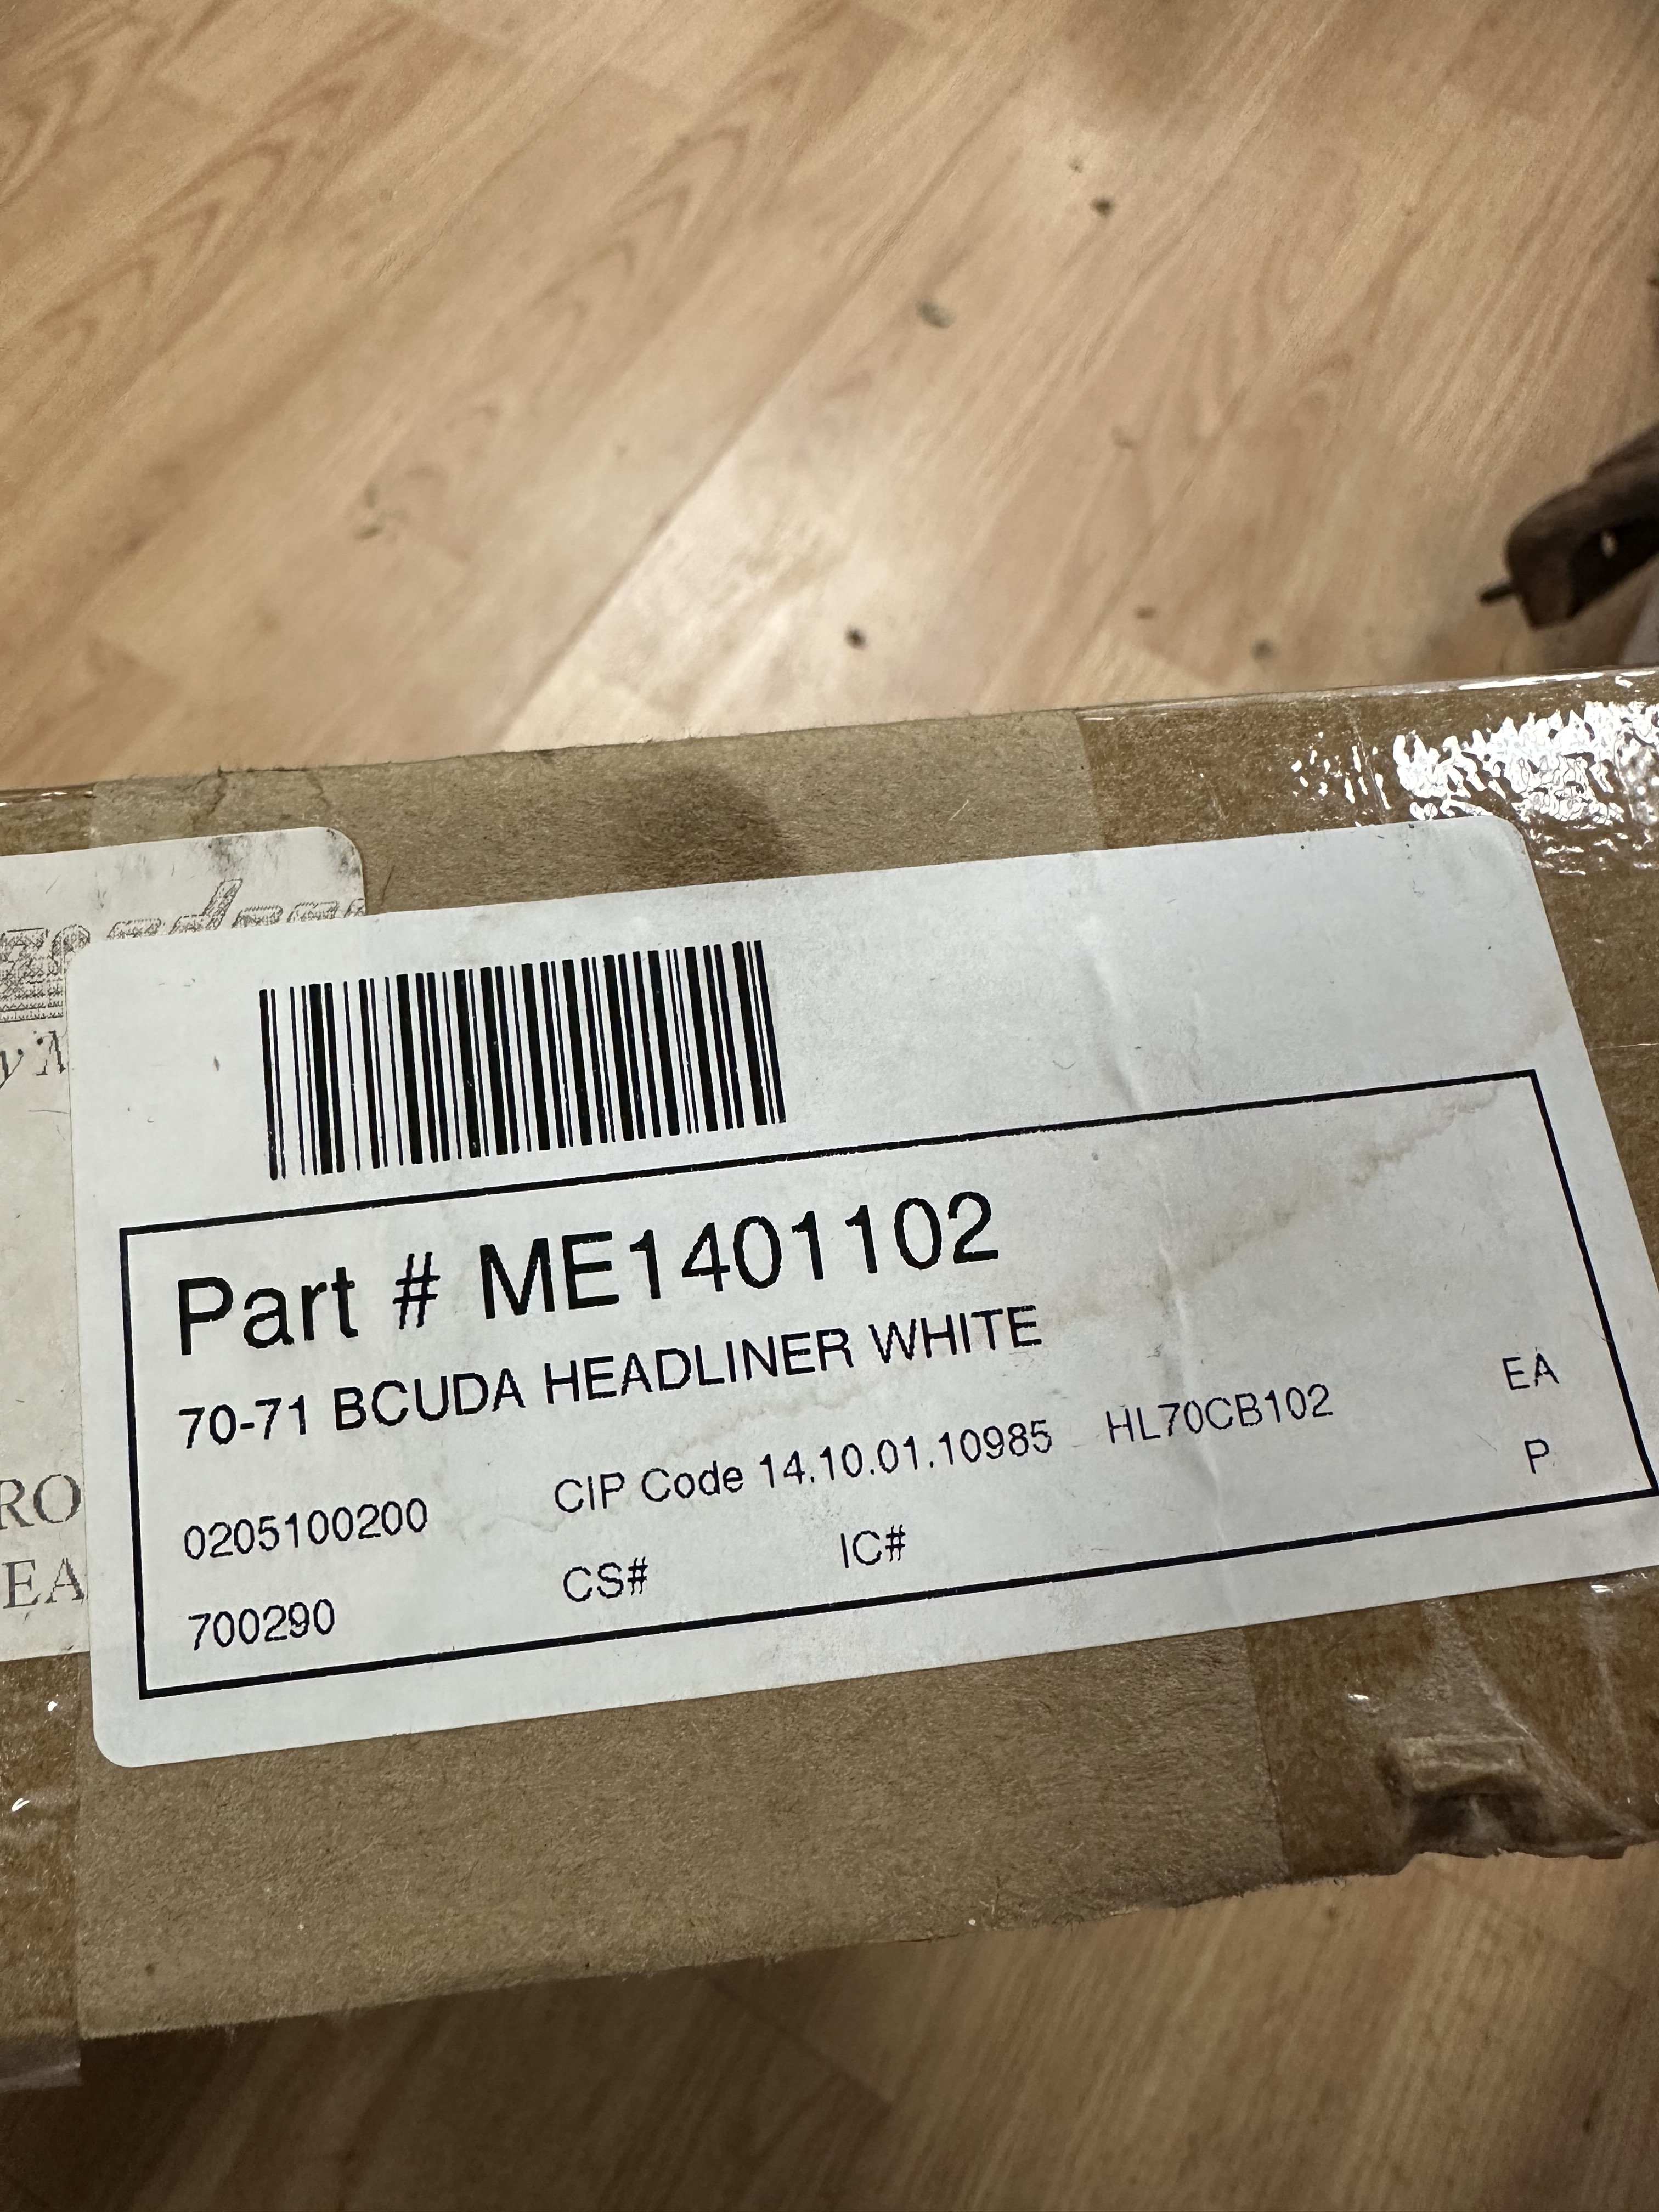 Part # ME1401102
70-71 BCUDA HEADLINER WHITE
0205100200 CIP Code 14.10.01.10985 HL70CB102 EA
700290 CS# IC# P
RO
EA